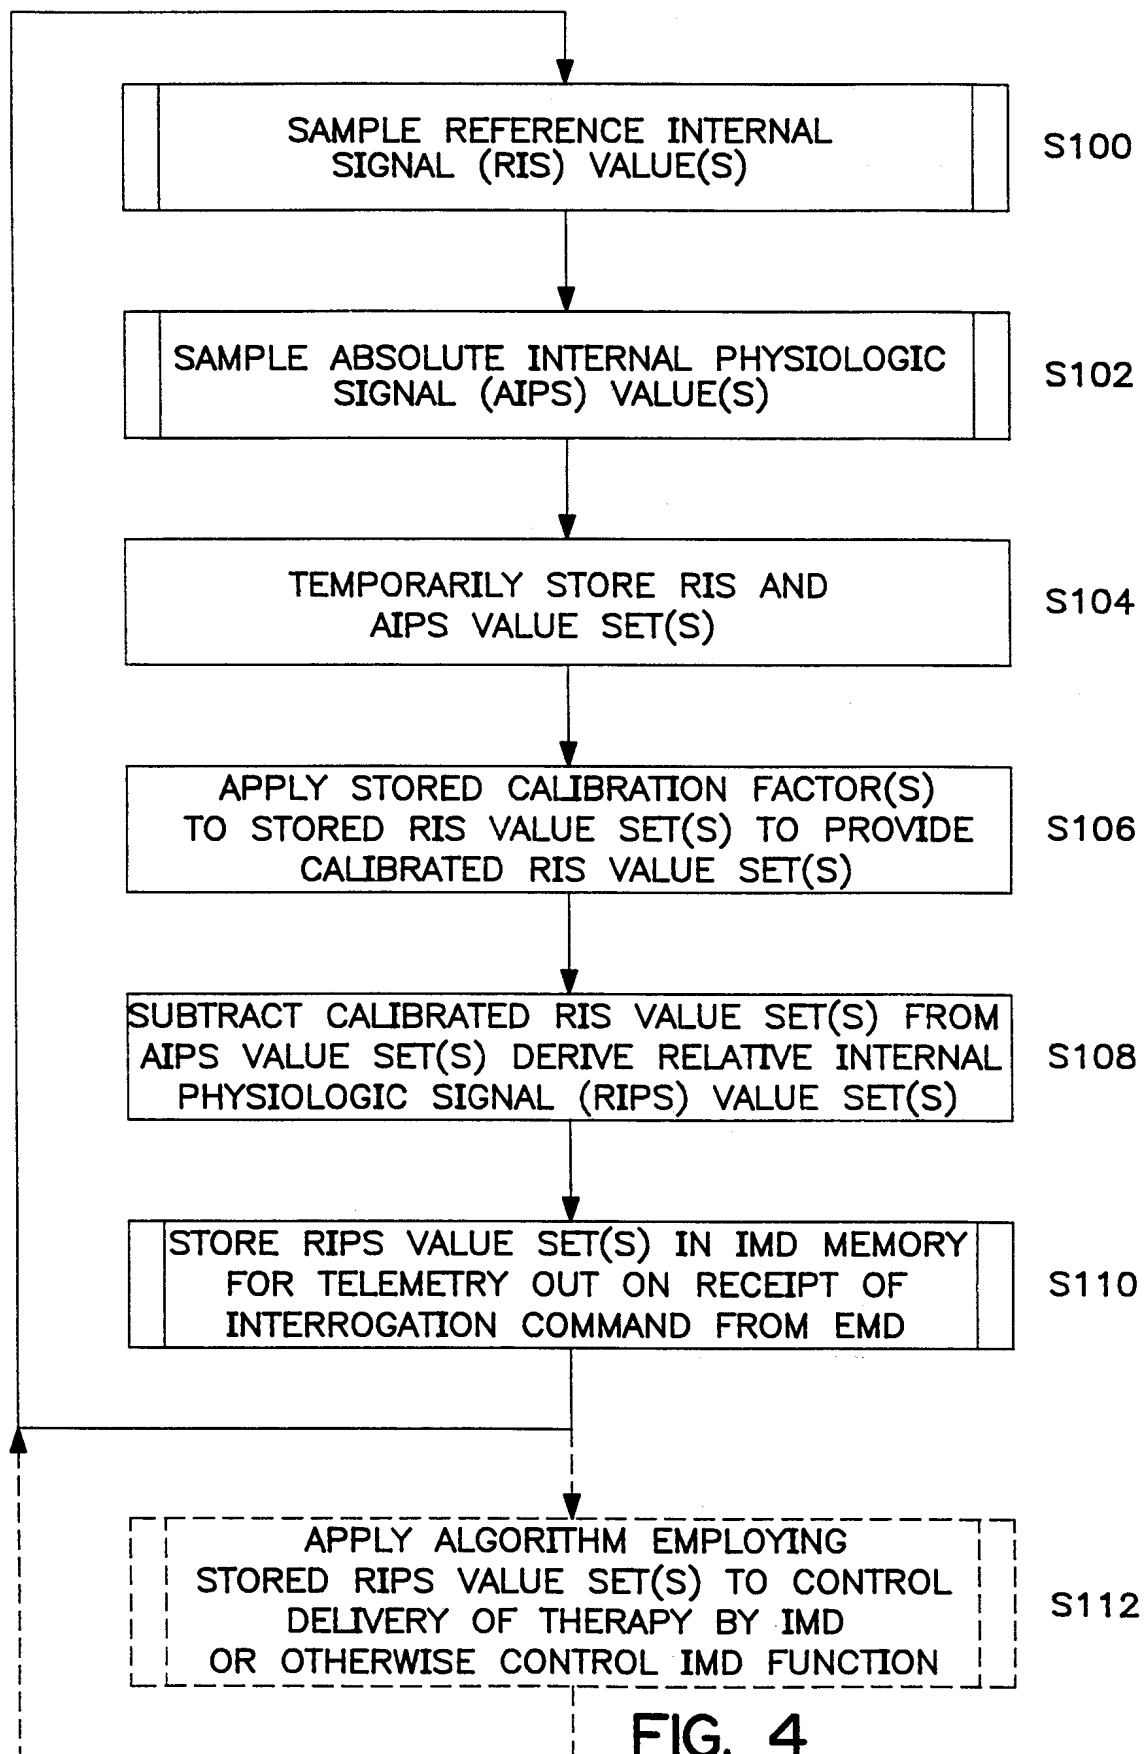 SAMPLE REFERENCE INTERNAL
SIGNAL (RIS) VALUE(S)
S100
SAMPLE ABSOLUTE INTERNAL PHYSIOLOGIC
SIGNAL (AIPS) VALUE(S)
S102
TEMPORARILY STORE RIS AND
AIPS VALUE SET(S)
S104
APPLY STORED CALIBRATION FACTOR(S)
TO STORED RIS VALUE SET(S) TO PROVIDE
CALIBRATED RIS VALUE SET(S)
S106
SUBTRACT CALIBRATED RIS VALUE SET(S) FROM
AIPS VALUE SET(S) DERIVE RELATIVE INTERNAL
PHYSIOLOGIC SIGNAL (RIPS) VALUE SET(S)
S108
STORE RIPS VALUE SET(S) IN IMD MEMORY
FOR TELEMETRY OUT ON RECEIPT OF
INTERROGATION COMMAND FROM EMD
S110
APPLY ALGORITHM EMPLOYING
STORED RIPS VALUE SET(S) TO CONTROL
DELIVERY OF THERAPY BY IMD
OR OTHERWISE CONTROL IMD FUNCTION
S112
FIG. 4